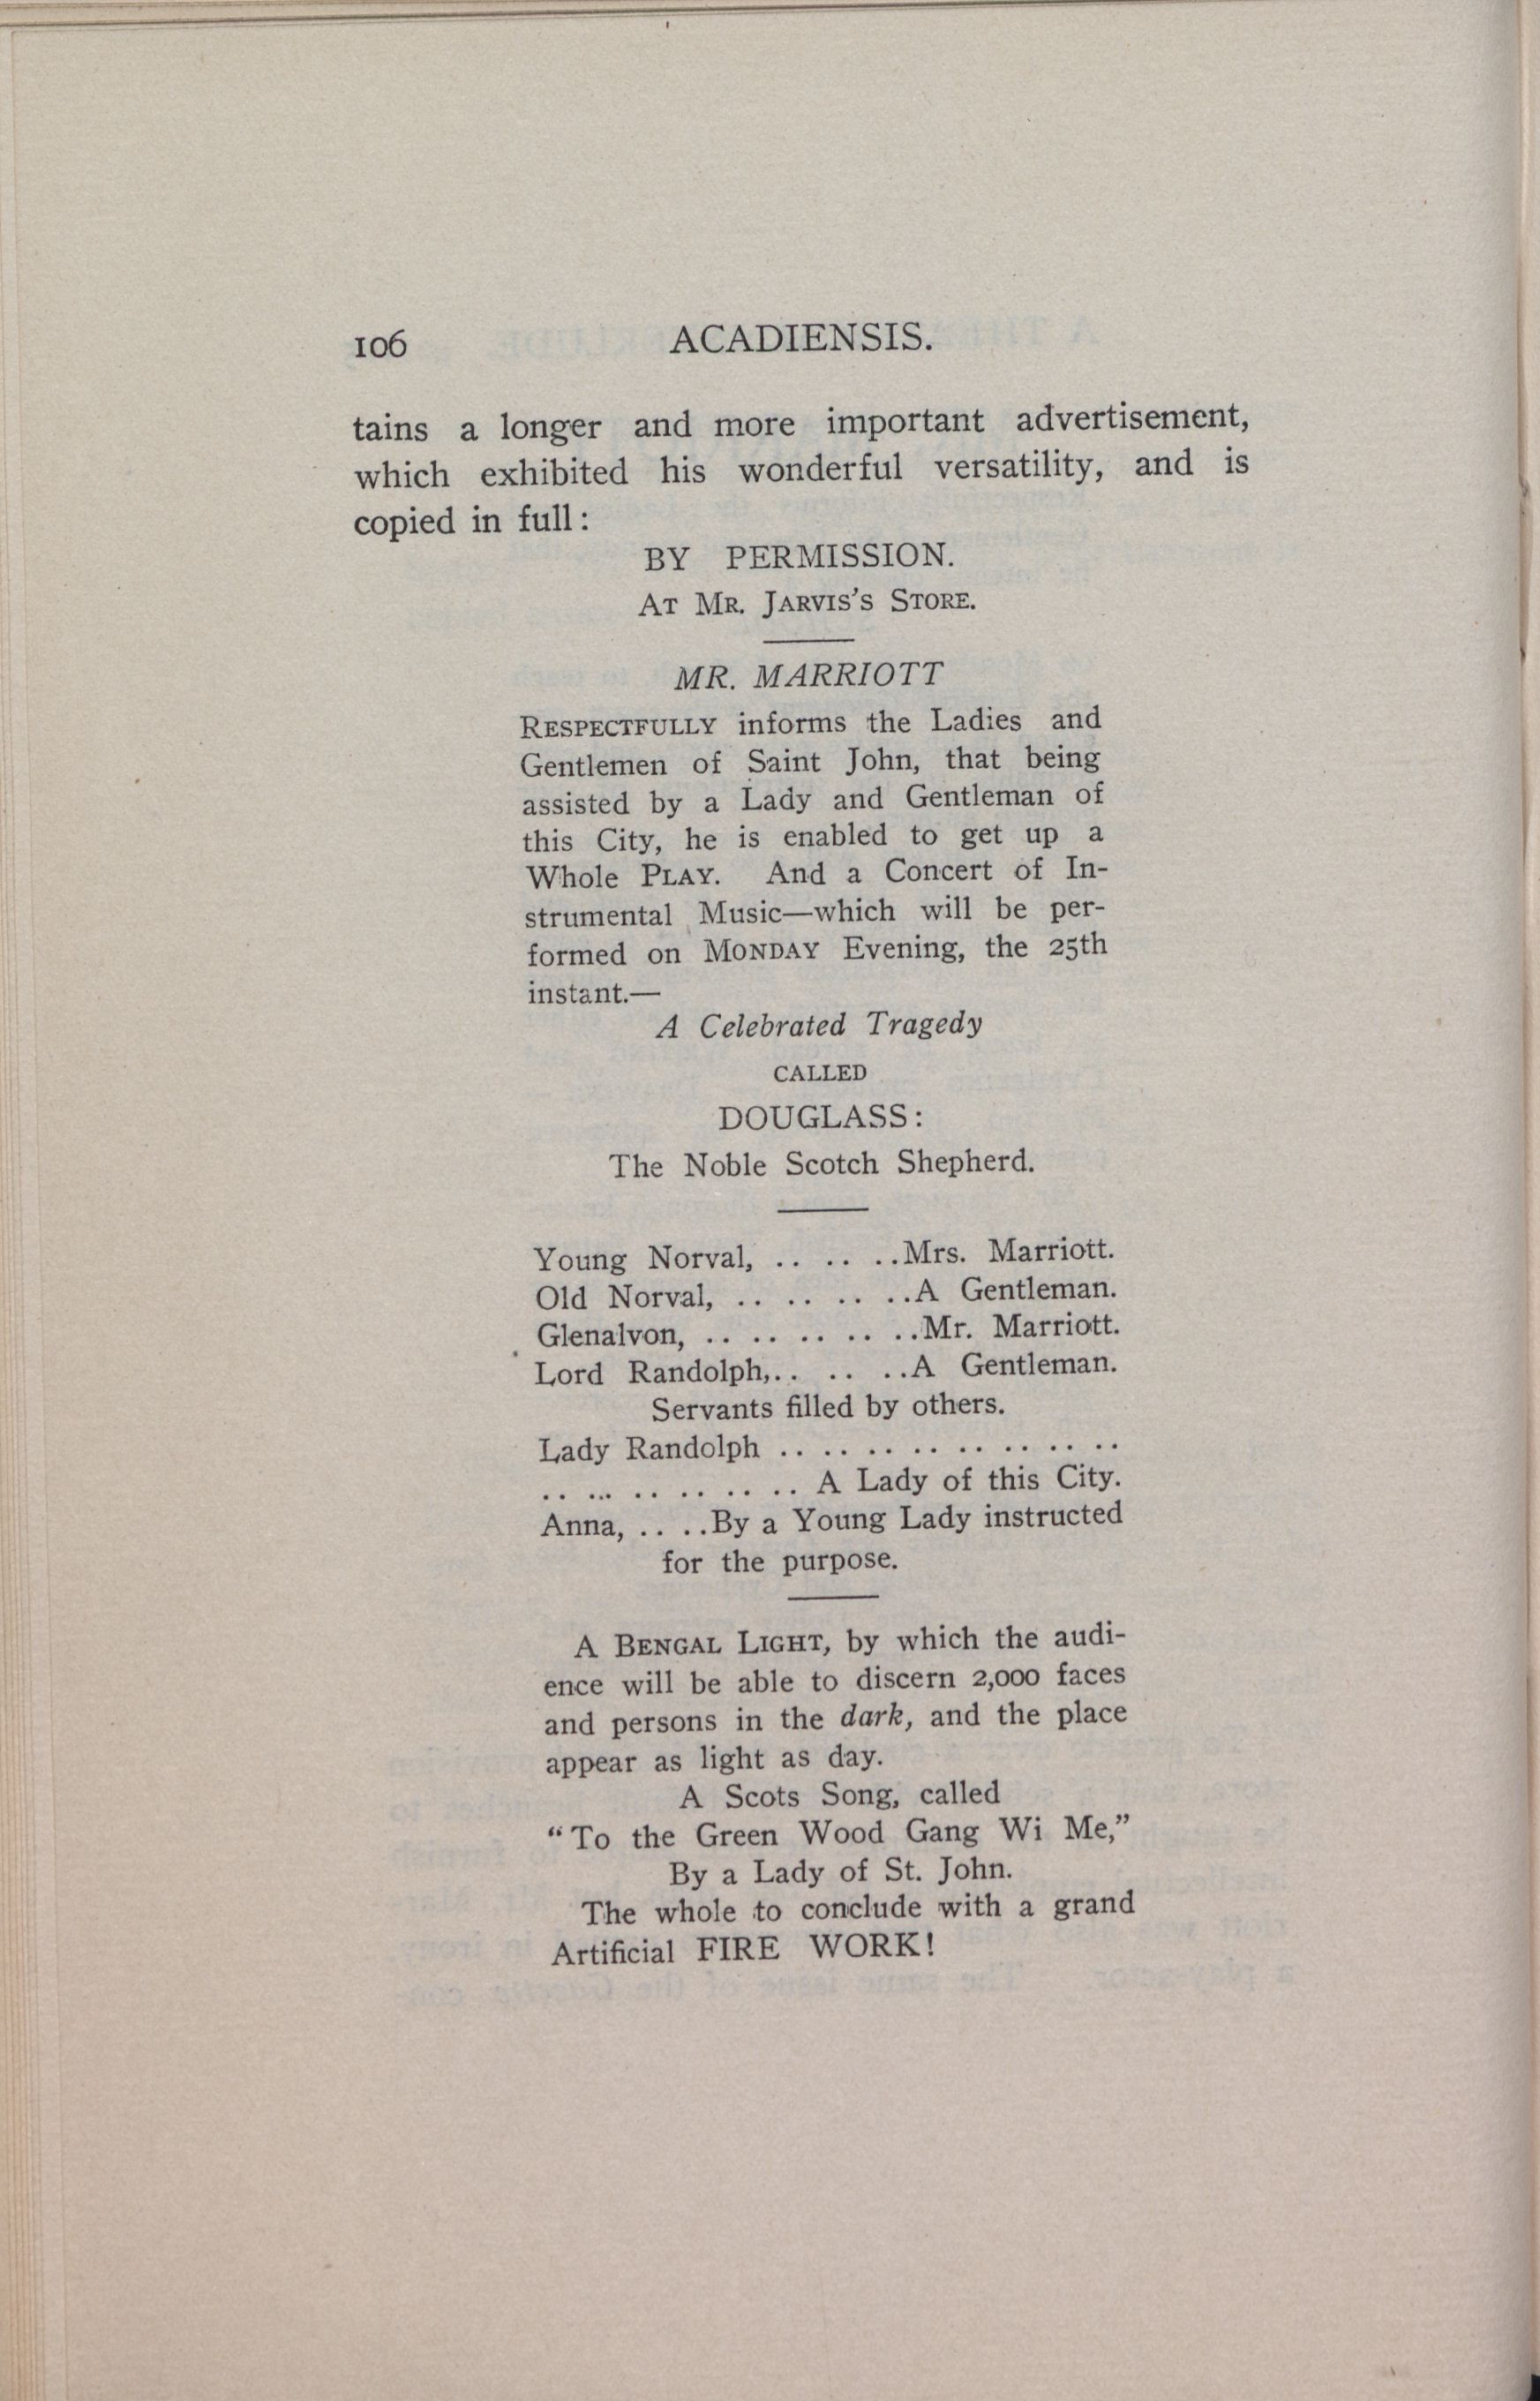 106 ACADIENSIS.
tains a longer and more important advertisement,
which exhibited his wonderful versatility, and is
copied in full:
BY PERMISSION.
AT MR. JARVIS'S STORE.
MR. MARRIOTT
RESPECTFULLY informs the Ladies and
Gentlemen of Saint John, that being
assisted by a Lady and Gentleman of
this City, he is enabled to get up a
Whole PLAY. And a Concert of In-
strumental Music—which will be per-
formed on MONDAY Evening, the 25th
instant.—
A Celebrated Tragedy
CALLED
DOUGLASS:
The Noble Scotch Shepherd.
Young Norval, .. .. ..Mrs. Marriott.
Old Norval, .. .. .. ..A Gentleman.
Glenalvon, .. .. .. .. ..Mr. Marriott.
Lord Randolph,.. .. ..A Gentleman.
Servants filled by others.
Lady Randolph .. .. .. .. .. .. .. ..
.. ... .. .. .. .. A Lady of this City.
Anna, .. ..By a Young Lady instructed
for the purpose.
A BENGAL LIGHT, by which the audi-
ence will be able to discern 2,000 faces
and persons in the dark, and the place
appear as light as day.
A Scots Song, called
“To the Green Wood Gang Wi Me,”
By a Lady of St. John.
The whole to conclude with a grand
Artificial FIRE WORK!